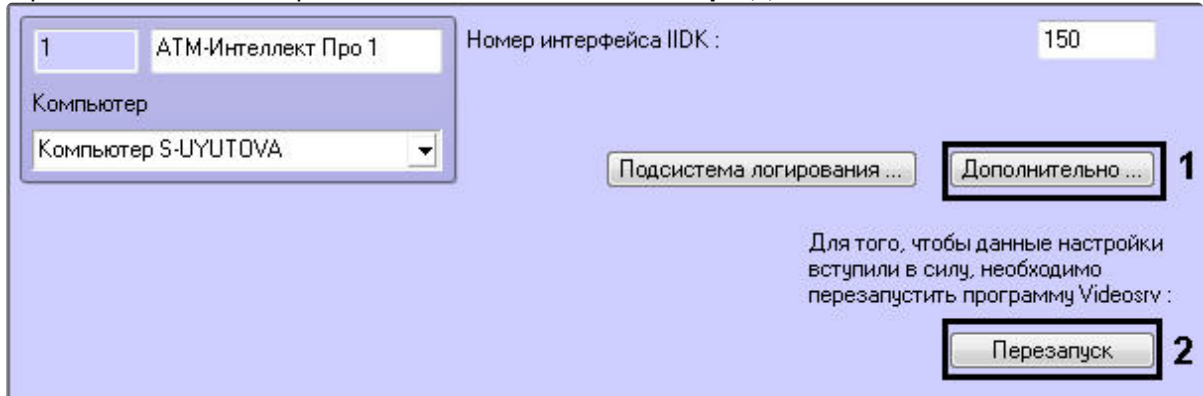 1
АТМ-Интеллект Про 1
Номер интерфейса IIDK :
150
Компьютер
Компьютер S-UYUTOVA
Подсистема логирования ...
Дополнительно ...
1
Для того, чтобы данные настройки
вступили в силу, необходимо
перезапустить программу Videosrv :
Перезапуск
2